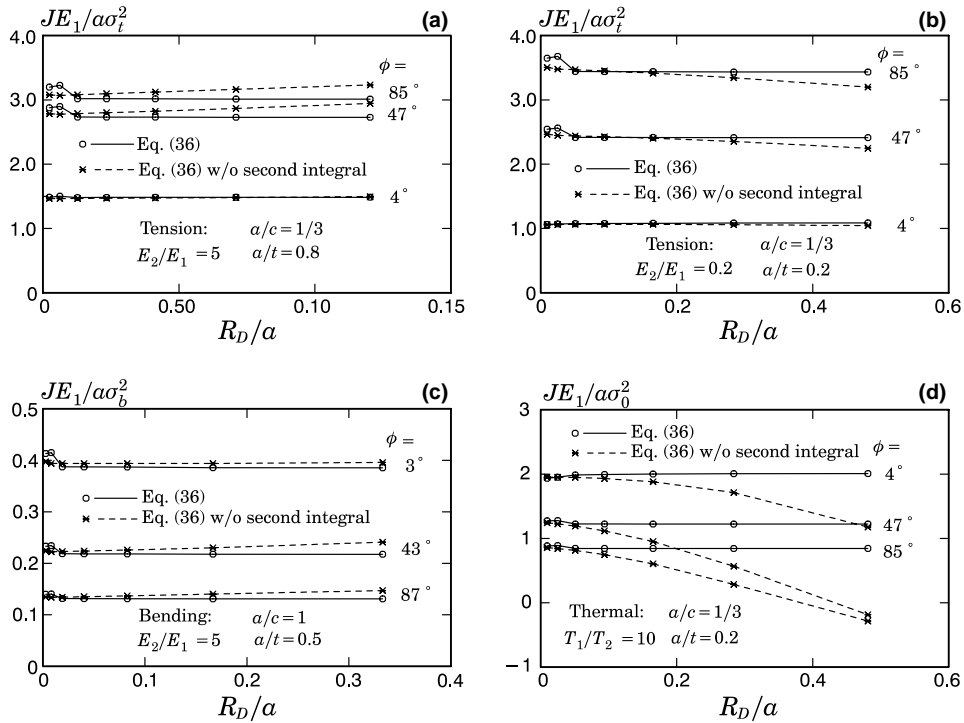 JE₁/aσₜ²
(a)
4.0
3.0
2.0
1.0
0
ϕ =
85°
47°
4°
Eq. (36)
Eq. (36) w/o second integral
Tension: a/c = 1/3
E₂/E₁ = 5 a/t = 0.8
0 0.50 0.10 0.15
R_D/a
JE₁/aσₜ²
(b)
4.0
3.0
2.0
1.0
0
ϕ =
85°
47°
4°
Eq. (36)
Eq. (36) w/o second integral
Tension: a/c = 1/3
E₂/E₁ = 0.2 a/t = 0.2
0 0.2 0.4 0.6
R_D/a
JE₁/aσ_b²
(c)
0.5
0.4
0.3
0.2
0.1
0
ϕ =
3°
43°
87°
Eq. (36)
Eq. (36) w/o second integral
Bending: a/c = 1
E₂/E₁ = 5 a/t = 0.5
0 0.1 0.2 0.3 0.4
R_D/a
JE₁/aσ₀²
(d)
3
2
1
0
−1
Eq. (36)
Eq. (36) w/o second integral
ϕ =
4°
47°
85°
Thermal: a/c = 1/3
T₁/T₂ = 10 a/t = 0.2
0 0.2 0.4 0.6
R_D/a